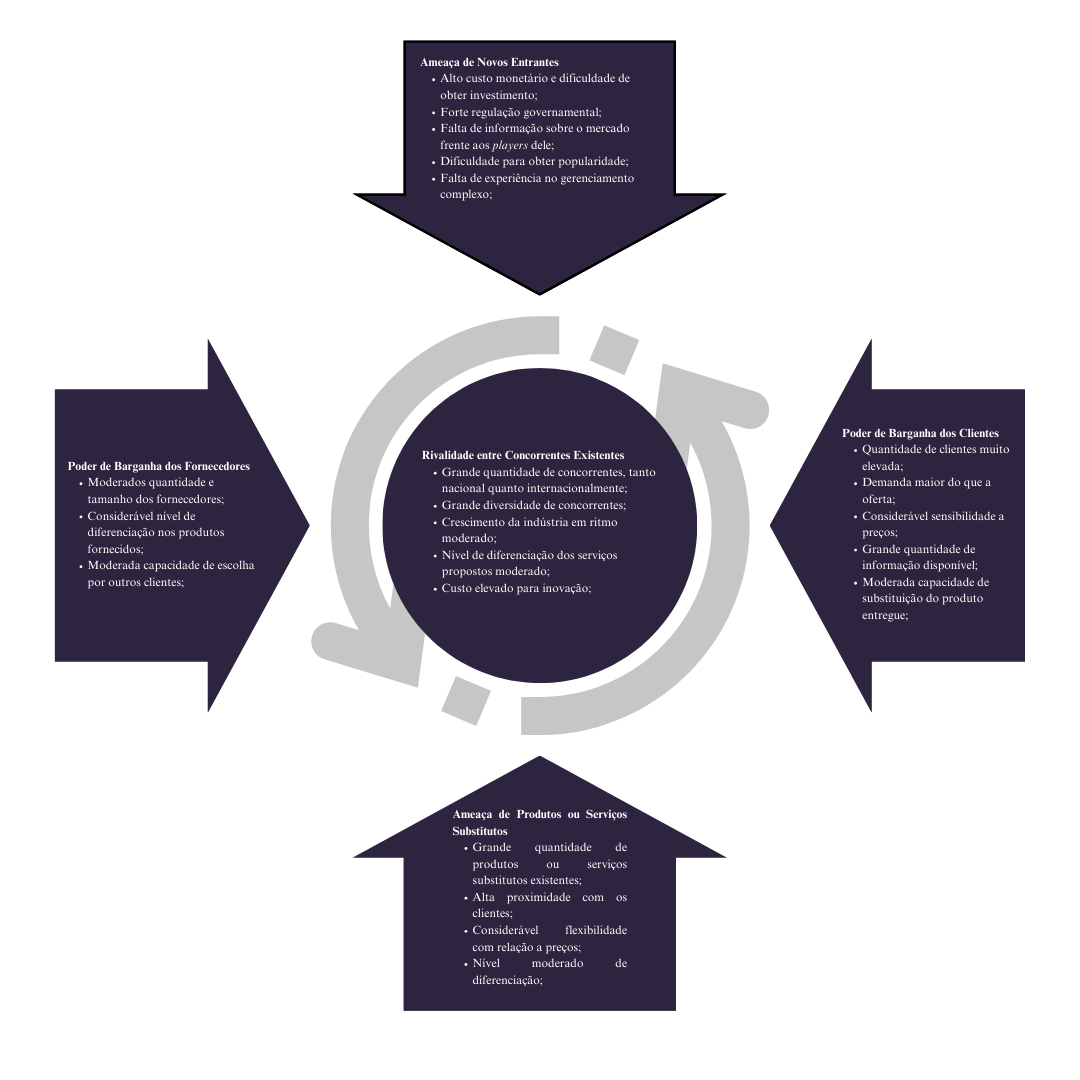 Ameaça de Novos Entrantes
• Alto custo monetário e dificuldade de
obter investimento;
• Forte regulação governamental;
• Falta de informação sobre o mercado
frente aos players dele;
• Dificuldade para obter popularidade;
• Falta de experiência no gerenciamento
complexo;
Poder de Barganha dos Fornecedores
• Moderados quantidade e
tamanho dos fornecedores;
• Considerável nível de
diferenciação nos produtos
fornecidos;
• Moderada capacidade de escolha
por outros clientes;
Rivalidade entre Concorrentes Existentes
• Grande quantidade de concorrentes, tanto
nacional quanto internacionalmente;
• Grande diversidade de concorrentes;
• Crescimento da indústria em ritmo
moderado;
• Nível de diferenciação dos serviços
propostos moderado;
• Custo elevado para inovação;
Poder de Barganha dos Clientes
• Quantidade de clientes muito
elevada;
• Demanda maior do que a
oferta;
• Considerável sensibilidade a
preços;
• Grande quantidade de
informação disponível;
• Moderada capacidade de
substituição do produto
entregue;
Ameaça de Produtos ou Serviços
Substitutos
• Grande quantidade de
produtos ou serviços
substitutos existentes;
• Alta proximidade com os
clientes;
• Considerável flexibilidade
com relação a preços;
• Nível moderado de
diferenciação;